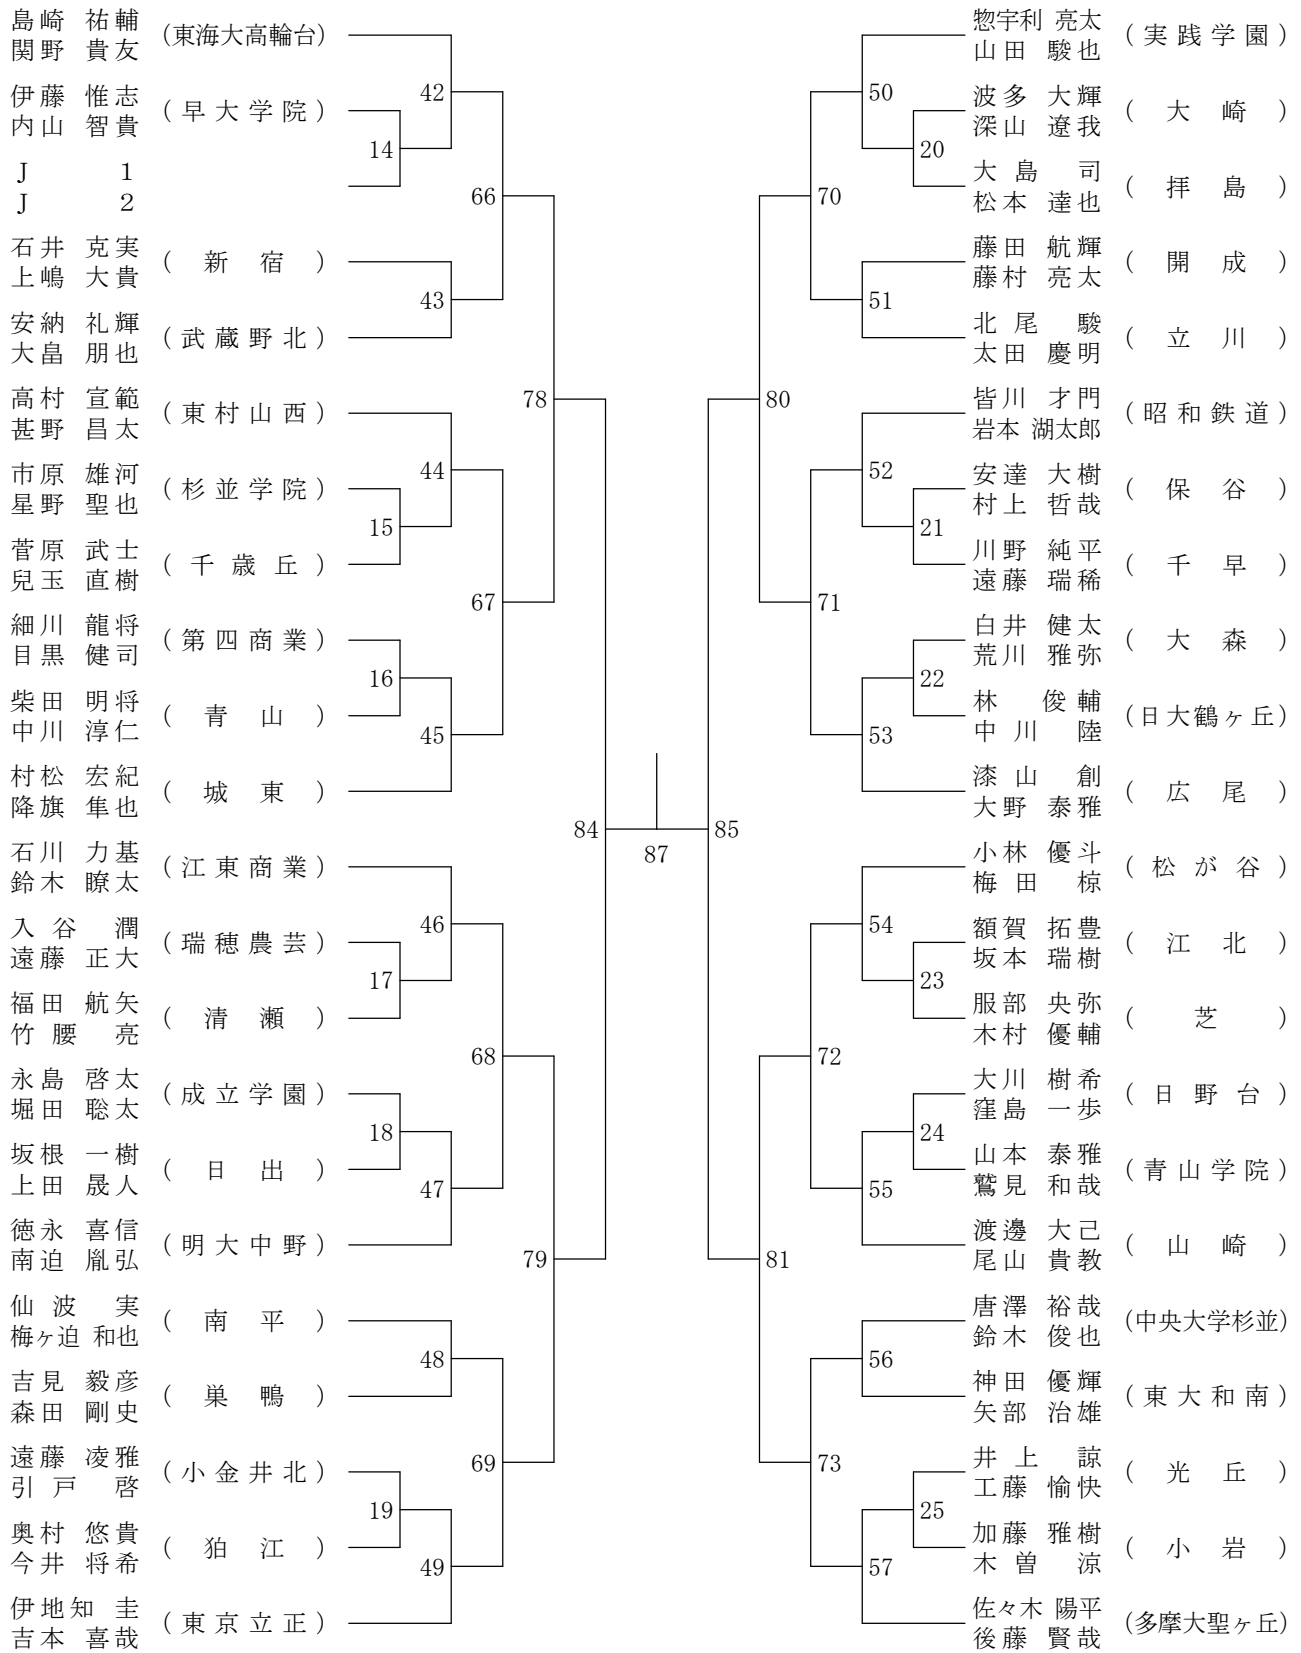 島崎 祐輔
関野 貴友
(東海大高輪台)
伊藤 惟志
内山 智貴
(早大学院)
J 1
J 2
石井 克実
上嶋 大貴
(新宿)
安納 礼輝
大畠 朋也
(武蔵野北)
高村 宣範
甚野 昌太
(東村山西)
市原 雄河
星野 聖也
(杉並学院)
菅原 武士
兒玉 直樹
(千歳丘)
細川 龍将
目黒 健司
(第四商業)
柴田 明将
中川 淳仁
(青山)
村松 宏紀
降旗 隼也
(城東)
石川 力基
鈴木 瞭太
(江東商業)
入谷 潤
遠藤 正大
(瑞穂農芸)
福田 航矢
竹腰 亮
(清瀬)
永島 啓太
堀田 聡太
(成立学園)
坂根 一樹
上田 晟人
(日出)
徳永 喜信
南迫 胤弘
(明大中野)
仙波 実
梅ヶ迫 和也
(南平)
吉見 毅彦
森田 剛史
(巣鴨)
遠藤 凌雅
引戸 啓
(小金井北)
奥村 悠貴
今井 将希
(狛江)
伊地知 圭
吉本 喜哉
(東京立正)
42
14
66
43
78
44
15
67
16
45
84
46
17
68
18
47
79
48
69
19
49
87
50
20
70
51
80
52
21
71
22
53
85
54
23
72
24
55
81
56
73
25
57
惣宇利 亮太
山田 駿也
(実践学園)
波多 大輝
深山 遼我
(大崎)
大島 司
松本 達也
(拝島)
藤田 航輝
藤村 亮太
(開成)
北尾 駿
太田 慶明
(立川)
皆川 才門
岩本 湖太郎
(昭和鉄道)
安達 大樹
村上 哲哉
(保谷)
川野 純平
遠藤 瑞稀
(千早)
白井 健太
荒川 雅弥
(大森)
林 俊輔
中川 陸
(日大鶴ヶ丘)
漆山 創
大野 泰雅
(広尾)
小林 優斗
梅田 椋
(松が谷)
額賀 拓豊
坂本 瑞樹
(江北)
服部 央弥
木村 優輔
(芝)
大川 樹希
窪島 一歩
(日野台)
山本 泰雅
鷲見 和哉
(青山学院)
渡邊 大己
尾山 貴教
(山崎)
唐澤 裕哉
鈴木 俊也
(中央大学杉並)
神田 優輝
矢部 治雄
(東大和南)
井上 諒
工藤 愉快
(光丘)
加藤 雅樹
木曽 涼
(小岩)
佐々木 陽平
後藤 賢哉
(多摩大聖ヶ丘)